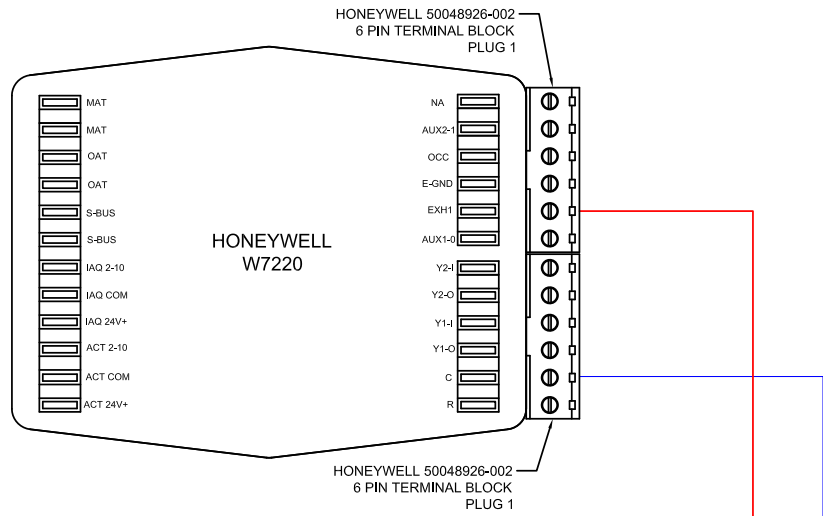 HONEYWELL 50048926-002
6 PIN TERMINAL BLOCK
PLUG 1
MAT
MAT
OAT
OAT
S-BUS
S-BUS
IAQ 2-10
IAQ COM
IAQ 24V+
ACT 2-10
ACT COM
ACT 24V+
HONEYWELL
W7220
NA
AUX2-1
OCC
E-GND
EXH1
AUX1-0
Y2-I
Y2-O
Y1-I
Y1-O
C
R
HONEYWELL 50048926-002
6 PIN TERMINAL BLOCK
PLUG 1